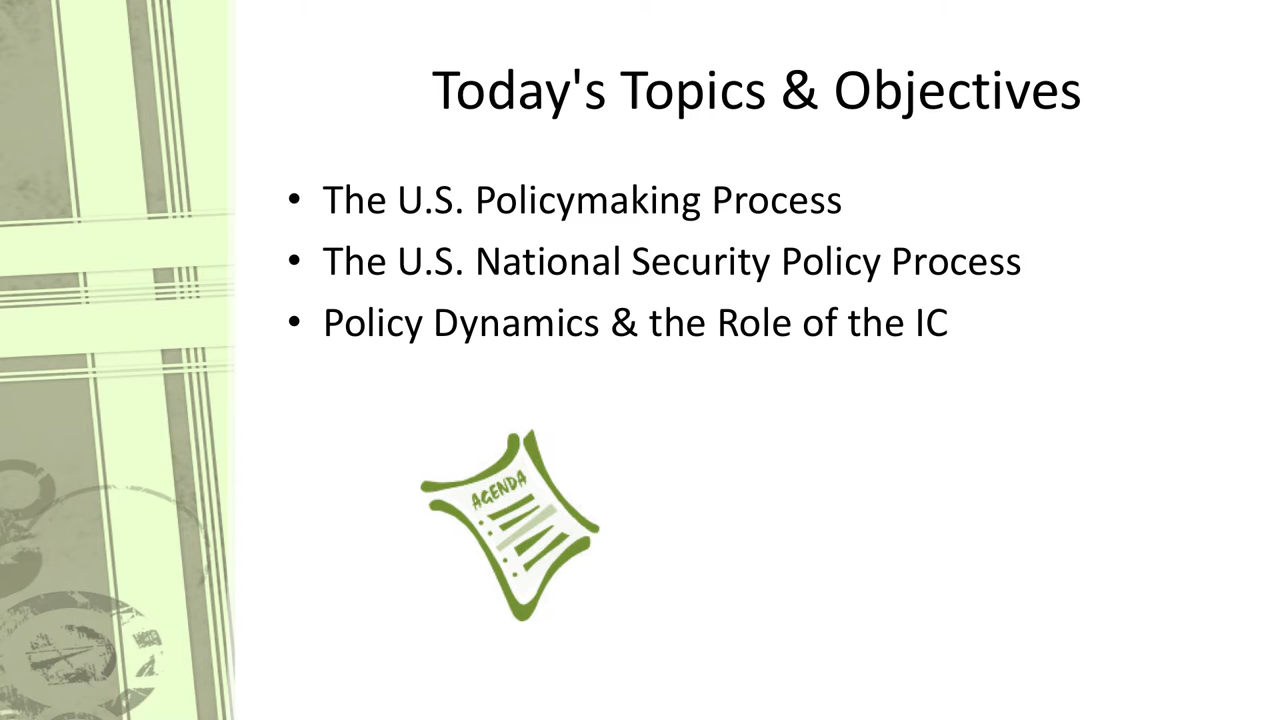 Today's Topics & Objectives
• The U.S. Policymaking Process
• The U.S. National Security Policy Process
• Policy Dynamics & the Role of the IC
AGENDA